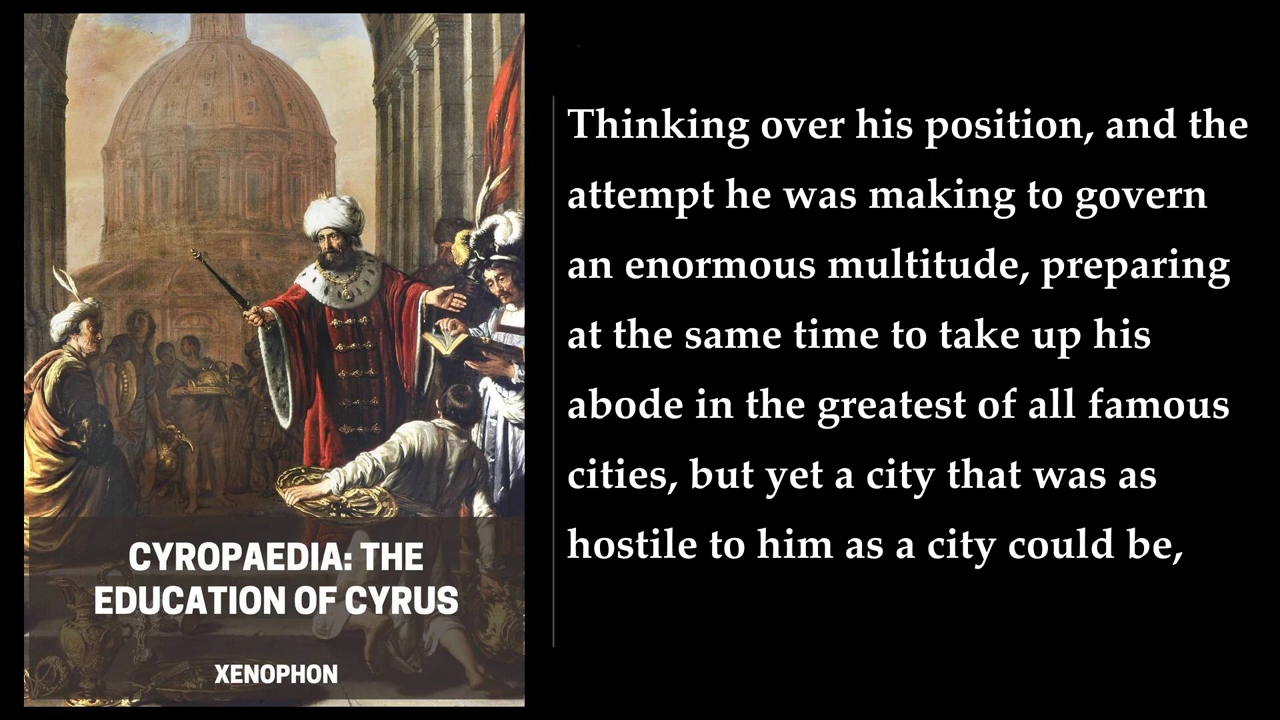 CYROPAEDIA: THE
EDUCATION OF CYRUS
XENOPHON
Thinking over his position, and the
attempt he was making to govern
an enormous multitude, preparing
at the same time to take up his
abode in the greatest of all famous
cities, but yet a city that was as
hostile to him as a city could be,